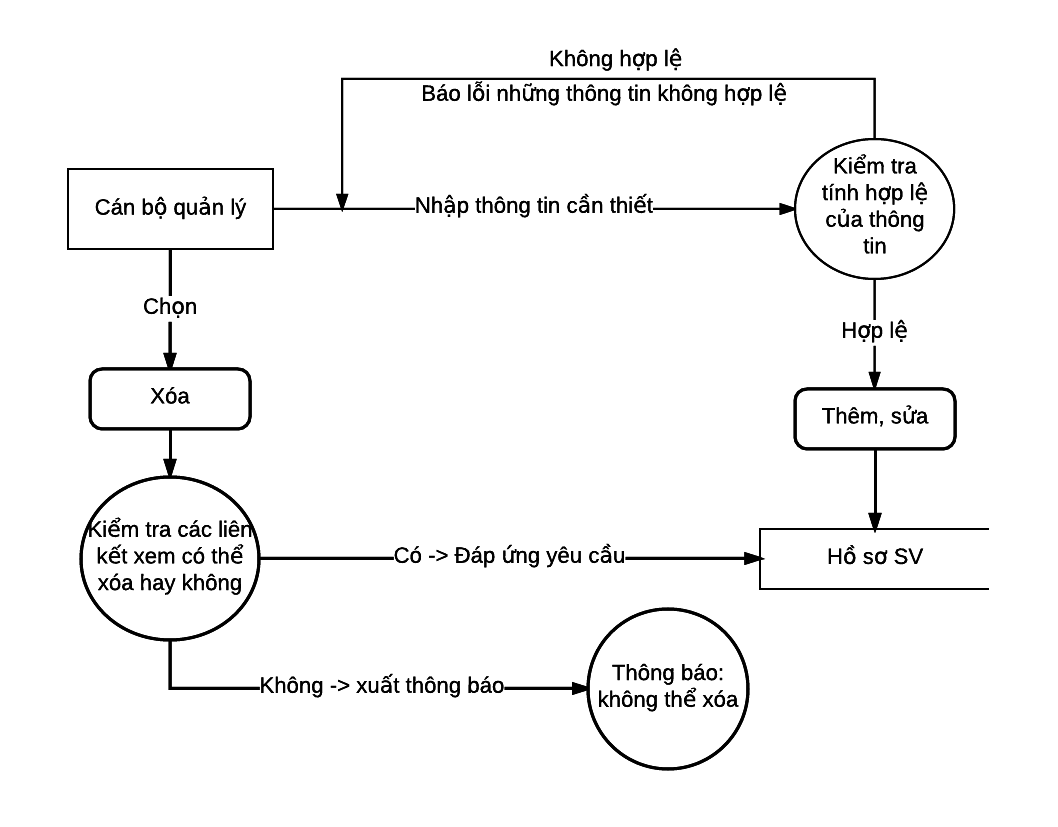 Không hợp lệ
Báo lỗi những thông tin không hợp lệ
Cán bộ quản lý
Nhập thông tin cần thiết
Kiểm tra
tính hợp lệ
của thông
tin
Chọn
Hợp lệ
Xóa
Thêm, sửa
Kiểm tra các liên
kết xem có thể
xóa hay không
Có -> Đáp ứng yêu cầu
Hồ sơ SV
Không -> xuất thông báo
Thông báo:
không thể xóa